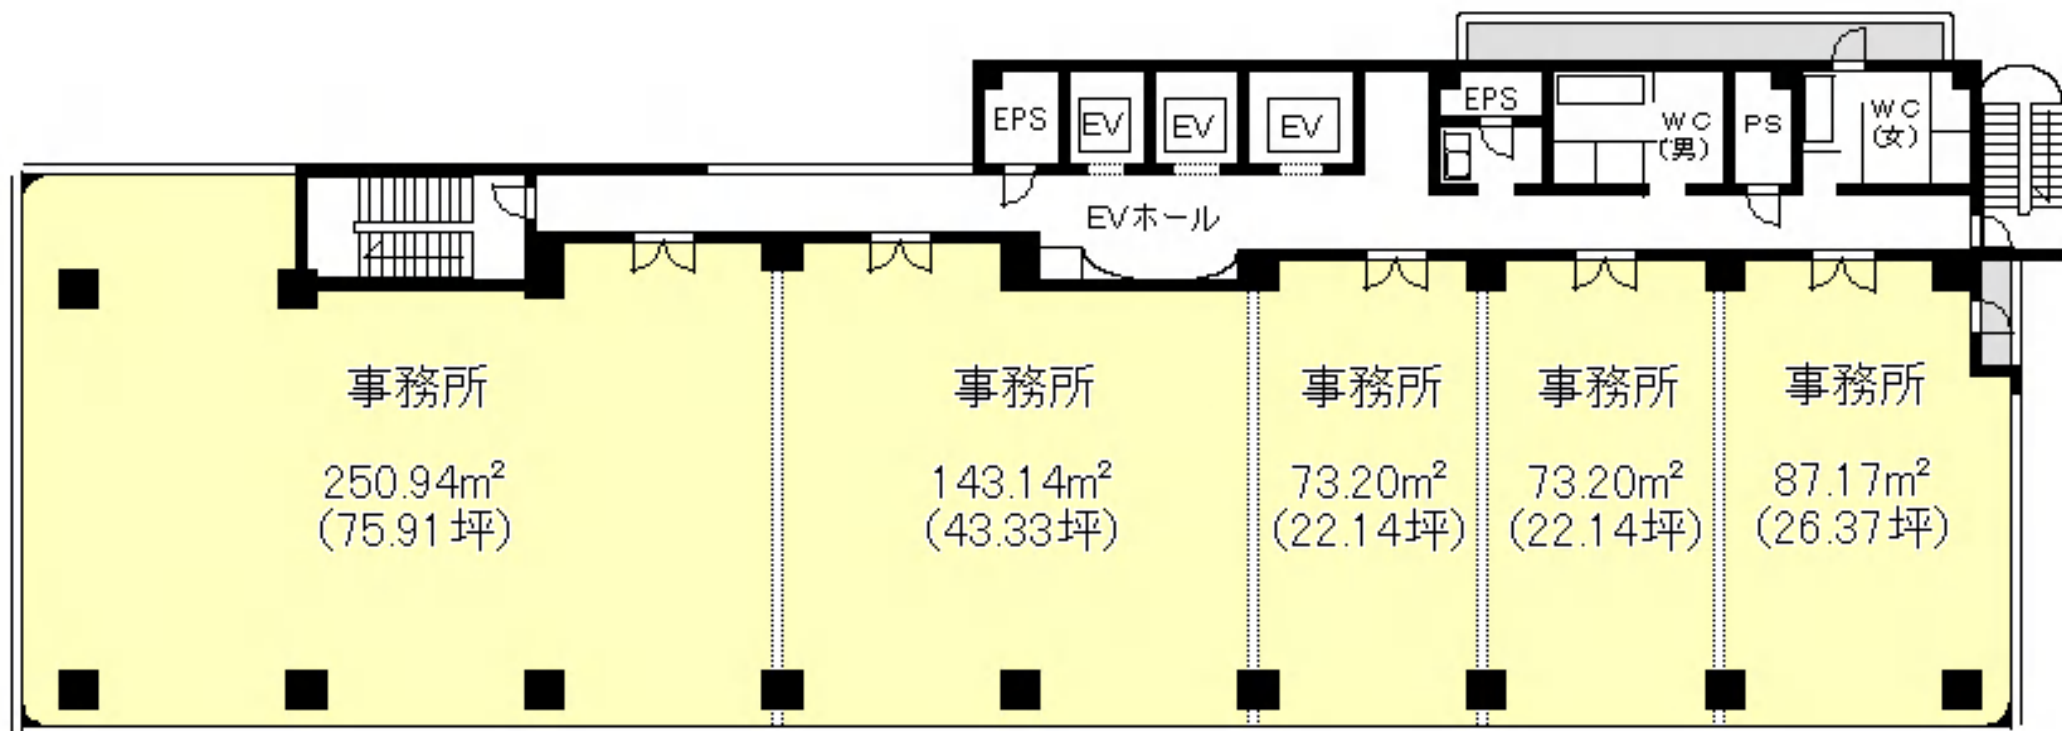 EPS
EV
EV
EV
EPS
WC
(男)
PS
WC
(女)
EVホール
事務所
250.94m²
(75.91坪)
事務所
143.14m²
(43.33坪)
事務所
73.20m²
(22.14坪)
事務所
73.20m²
(22.14坪)
事務所
87.17m²
(26.37坪)